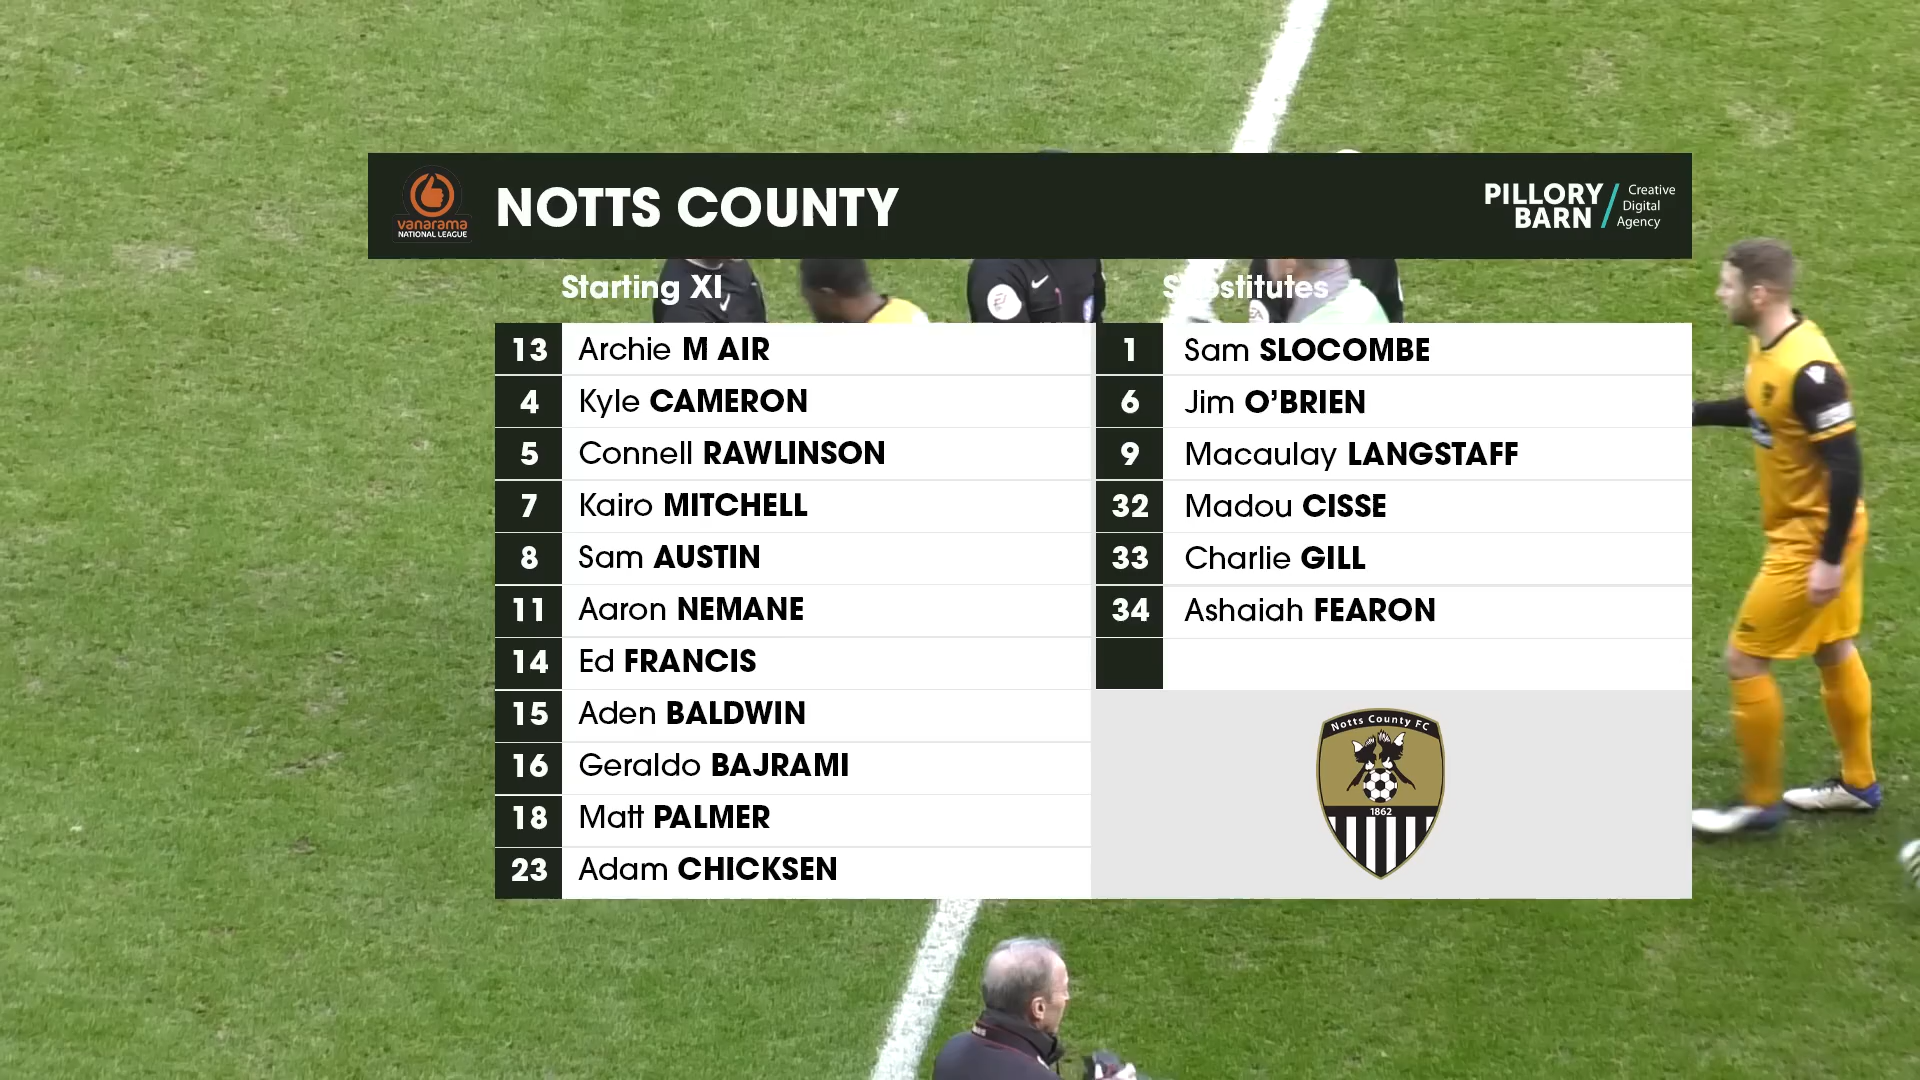 vanarama
NATIONAL LEAGUE
NOTTS COUNTY
PILLORY
BARN
Creative
Digital
Agency
Starting XI
13 Archie M AIR
4 Kyle CAMERON
5 Connell RAWLINSON
7 Kairo MITCHELL
8 Sam AUSTIN
11 Aaron NEMANE
14 Ed FRANCIS
15 Aden BALDWIN
16 Geraldo BAJRAMI
18 Matt PALMER
23 Adam CHICKSEN
Substitutes
1 Sam SLOCOMBE
6 Jim O’BRIEN
9 Macaulay LANGSTAFF
32 Madou CISSE
33 Charlie GILL
34 Ashaiah FEARON
Notts County FC
1862